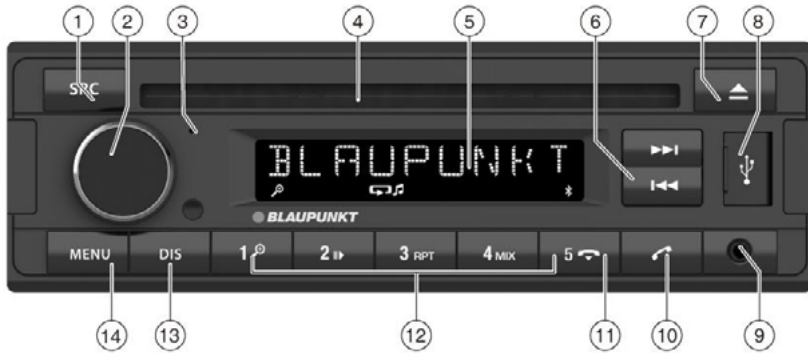 1 2 3 4 5 6 7 8
SRC
BLAUPUNKT
BLAUPUNKT
MENU DIS 1 2 3 RPT 4 MIX 5
14 13 12 11 10 9